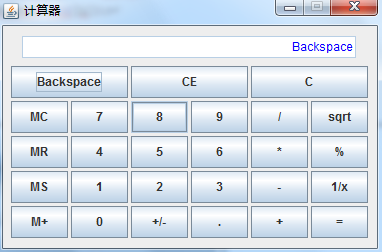 计算器
Backspace
Backspace CE C
MC 7 8 9 / sqrt
MR 4 5 6 * %
MS 1 2 3 - 1/x
M+ 0 +/- . + =